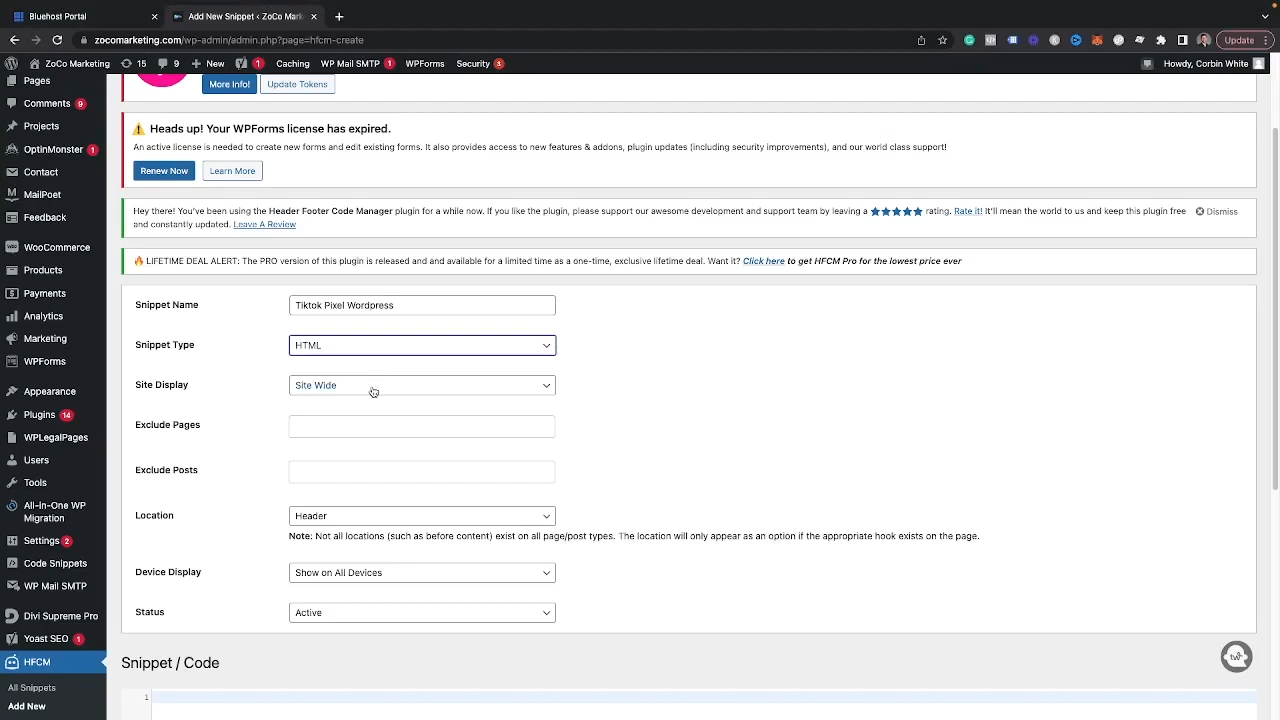 Bluehost Portal
Add New Snippet ‹ ZoCo Mark
zocomarketing.com/wp-admin/admin.php?page=hfcm-create
Update
ZoCo Marketing 15 9 + New 1 Caching WP Mail SMTP 1 WPForms Security 3
Howdy, Corbin White
Pages
Comments 9
Projects
OptinMonster 1
Contact
MailPoet
Feedback
WooCommerce
Products
Payments
Analytics
Marketing
WPForms
Appearance
Plugins 14
WPLegalPages
Users
Tools
All-In-One WP
Migration
Settings 2
Code Snippets
WP Mail SMTP
Divi Supreme Pro
Yoast SEO 1
HFCM
All Snippets
Add New
More Info! Update Tokens
Heads up! Your WPForms license has expired.
An active license is needed to create new forms and edit existing forms. It also provides access to new features & addons, plugin updates (including security improvements), and our world class support!
Renew Now Learn More
Hey there! You've been using the Header Footer Code Manager plugin for a while now. If you like the plugin, please support our awesome development and support team by leaving a ★★★★★ rating. Rate it! It'll mean the world to us and keep this plugin free
and constantly updated. Leave A Review
Dismiss
🔥 LIFETIME DEAL ALERT: The PRO version of this plugin is released and and available for a limited time as a one-time, exclusive lifetime deal. Want it? Click here to get HFCM Pro for the lowest price ever
Snippet Name Tiktok Pixel Wordpress
Snippet Type HTML
Site Display Site Wide
Exclude Pages
Exclude Posts
Location Header
Note: Not all locations (such as before content) exist on all page/post types. The location will only appear as an option if the appropriate hook exists on the page.
Device Display Show on All Devices
Status Active
Snippet / Code
1